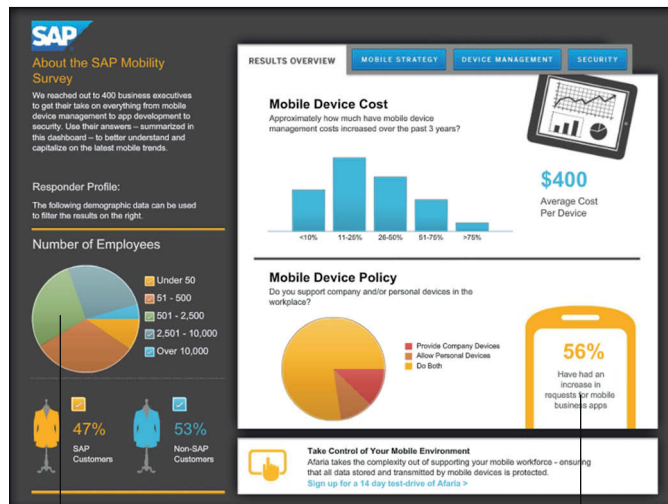 SAP
About the SAP Mobility
Survey
We reached out to 400 business executives
to get their take on everything from mobile
device management to app development to
security. Use their answers – summarized in
this dashboard – to better understand and
capitalize on the latest mobile trends.
Responder Profile:
The following demographic data can be used
to filter the results on the right.
Number of Employees
Under 50
51 - 500
501 - 2,500
2,501 - 10,000
Over 10,000
47%
SAP
Customers
53%
Non-SAP
Customers
RESULTS OVERVIEW
MOBILE STRATEGY
DEVICE MANAGEMENT
SECURITY
Mobile Device Cost
Approximately how much have mobile device
management costs increased over the past 3 years?
<10%
11-25%
26-50%
51-75%
>75%
$400
Average Cost
Per Device
Mobile Device Policy
Do you support company and/or personal devices in the
workplace?
Provide Company Devices
Allow Personal Devices
Do Both
56%
Have had an
increase in
requests for mobile
business apps
Take Control of Your Mobile Environment
Afaria takes the complexity out of supporting your mobile workforce - ensuring
that all data stored and transmitted by mobile devices is protected.
Sign up for a 14 day test-drive of Afaria >